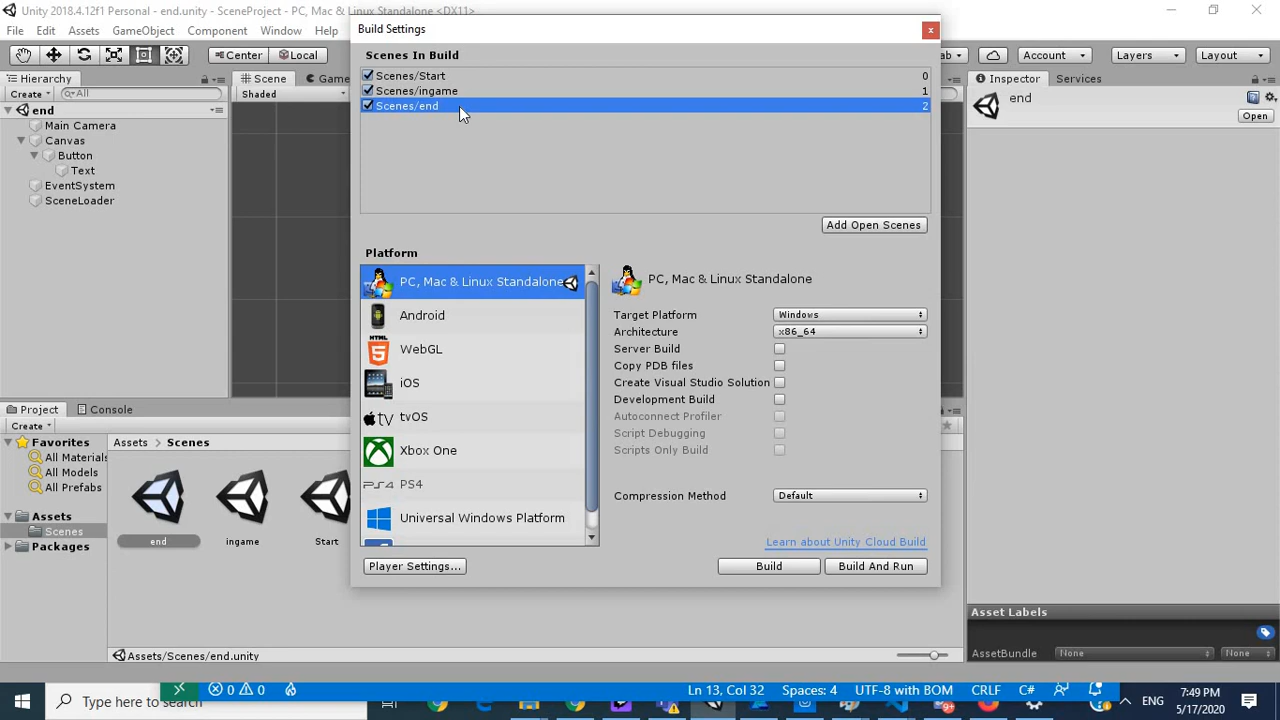 Unity 2018.4.12f1 Personal - end.unity - SceneProject - PC, Mac & Linux Standalone <DX11>
File Edit Assets GameObject Component Window Help
Center Local
Account Layers Layout
Build Settings
x
Scenes In Build
Scenes/Start 0
Scenes/ingame 1
Scenes/end 2
Add Open Scenes
Platform
PC, Mac & Linux Standalone
Android
WebGL
iOS
tvOS
Xbox One
PS4
Universal Windows Platform
Player Settings...
PC, Mac & Linux Standalone
Target Platform Windows
Architecture x86_64
Server Build
Copy PDB files
Create Visual Studio Solution
Development Build
Autoconnect Profiler
Script Debugging
Scripts Only Build
Compression Method Default
Learn about Unity Cloud Build
Build Build And Run
Hierarchy
Create All
end
Main Camera
Canvas
Button
Text
EventSystem
SceneLoader
Scene Game
Shaded
Inspector Services
end
Open
Project Console
Create
Favorites
All Materials
All Models
All Prefabs
Assets
Scenes
Packages
Assets Scenes
end ingame Start
Assets/Scenes/end.unity
Asset Labels
AssetBundle None None
0 0
Ln 13, Col 32 Spaces: 4 UTF-8 with BOM CRLF C#
Type here to search
HTML
tv
ENG
7:49 PM
5/17/2020